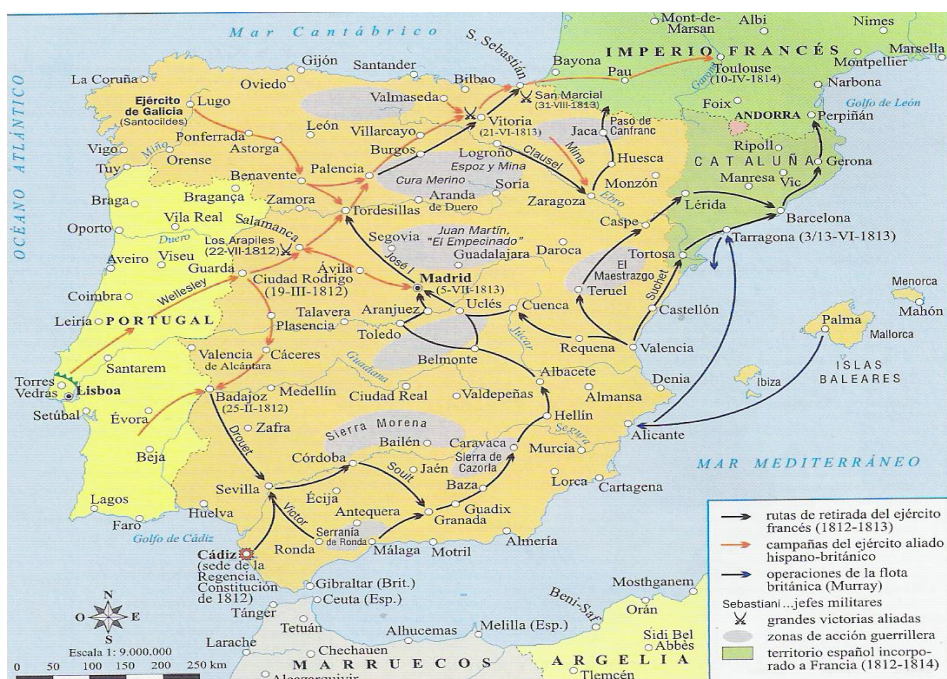 Mar Cantábrico
OCÉANO ATLÁNTICO
Mont-de-
Marsan
Albi
Nimes
IMPERIO FRANCÉS
Marsella
Montpellier
Bayona
Pau
Toulouse
(10-IV-1814)
Garona
Narbona
Golfo de León
Foix
ANDORRA
Perpiñán
S. Sebastián
Gijón
Santander
La Coruña
Oviedo
Bilbao
Valmaseda
San Marcial
(31-VIII-1813)
Ejército
de Galicia
(Santocildes)
Lugo
León
Villarcayo
Vitoria
(21-VI-1813)
Paso de
Canfranc
Jaca
Ripoll
CATALUÑA
Gerona
Vigo
Miño
Ponferrada
Astorga
Burgos
Logroño
Clausel
Mina
Huesca
Manresa
Vic
Tuy
Orense
Palencia
Espoz y Mina
Monzón
Benavente
Cura Merino
Soria
Zaragoza
Ebro
Lérida
Barcelona
Braga
Bragança
Zamora
Aranda
de Duero
Tordesillas
Caspe
Tarragona (3/13-VI-1813)
Oporto
Vila Real
Duero
Salamanca
Segovia
Juan Martín,
"El Empecinado"
Daroca
Aveiro
Viseu
Los Arapiles
(22-VII-1812)
José I
Guadalajara
El
Maestrazgo
Tortosa
Guarda
Ciudad Rodrigo
(19-III-1812)
Ávila
Madrid
(5-VII-1813)
Teruel
Suchet
Menorca
Mahón
Coimbra
Wellesley
Talavera
Aranjuez
Uclés
Cuenca
Castellón
Palma
Mallorca
Leiría
PORTUGAL
Plasencia
Toledo
Júcar
Requena
Valencia
ISLAS
BALEARES
Santarem
Valencia
de Alcántara
Cáceres
Guadiana
Belmonte
Albacete
Denia
Ibiza
Torres
Vedras
Lisboa
Badajoz
(25-II-1812)
Medellín
Ciudad Real
Valdepeñas
Almansa
Setúbal
Évora
Zafra
Hellín
Alicante
Beja
Drouet
Sierra Morena
Bailén
Caravaca
Segura
Murcia
MAR MEDITERRÁNEO
Córdoba
Soult
Jaén
Sierra de
Cazorla
Lorca
Cartagena
Lagos
Faro
Huelva
Sevilla
Écija
Baza
Guadix
Golfo de Cádiz
Victor
Antequera
Granada
Serranía
de Ronda
Ronda
Málaga
Motril
Almería
Cádiz
(sede de la
Regencia,
Constitución
de 1812)
Gibraltar (Brit.)
Ceuta (Esp.)
Tánger
Tetuán
Alhucemas
Melilla (Esp.)
Beni-Saf
Mosthganem
Orán
Sidi Bel
Abbès
Larache
Chechauen
Alcazarquivir
MARRUECOS
ARGELIA
Tlemcén
N
O
E
S
Escala 1: 9.000.000
0 50 100 150 200 250 km
rutas de retirada del ejército
francés (1812-1813)
campañas del ejército aliado
hispano-británico
operaciones de la flota
británica (Murray)
Sebastiani ...jefes militares
grandes victorias aliadas
zonas de acción guerrillera
territorio español incorpo-
rado a Francia (1812-1814)